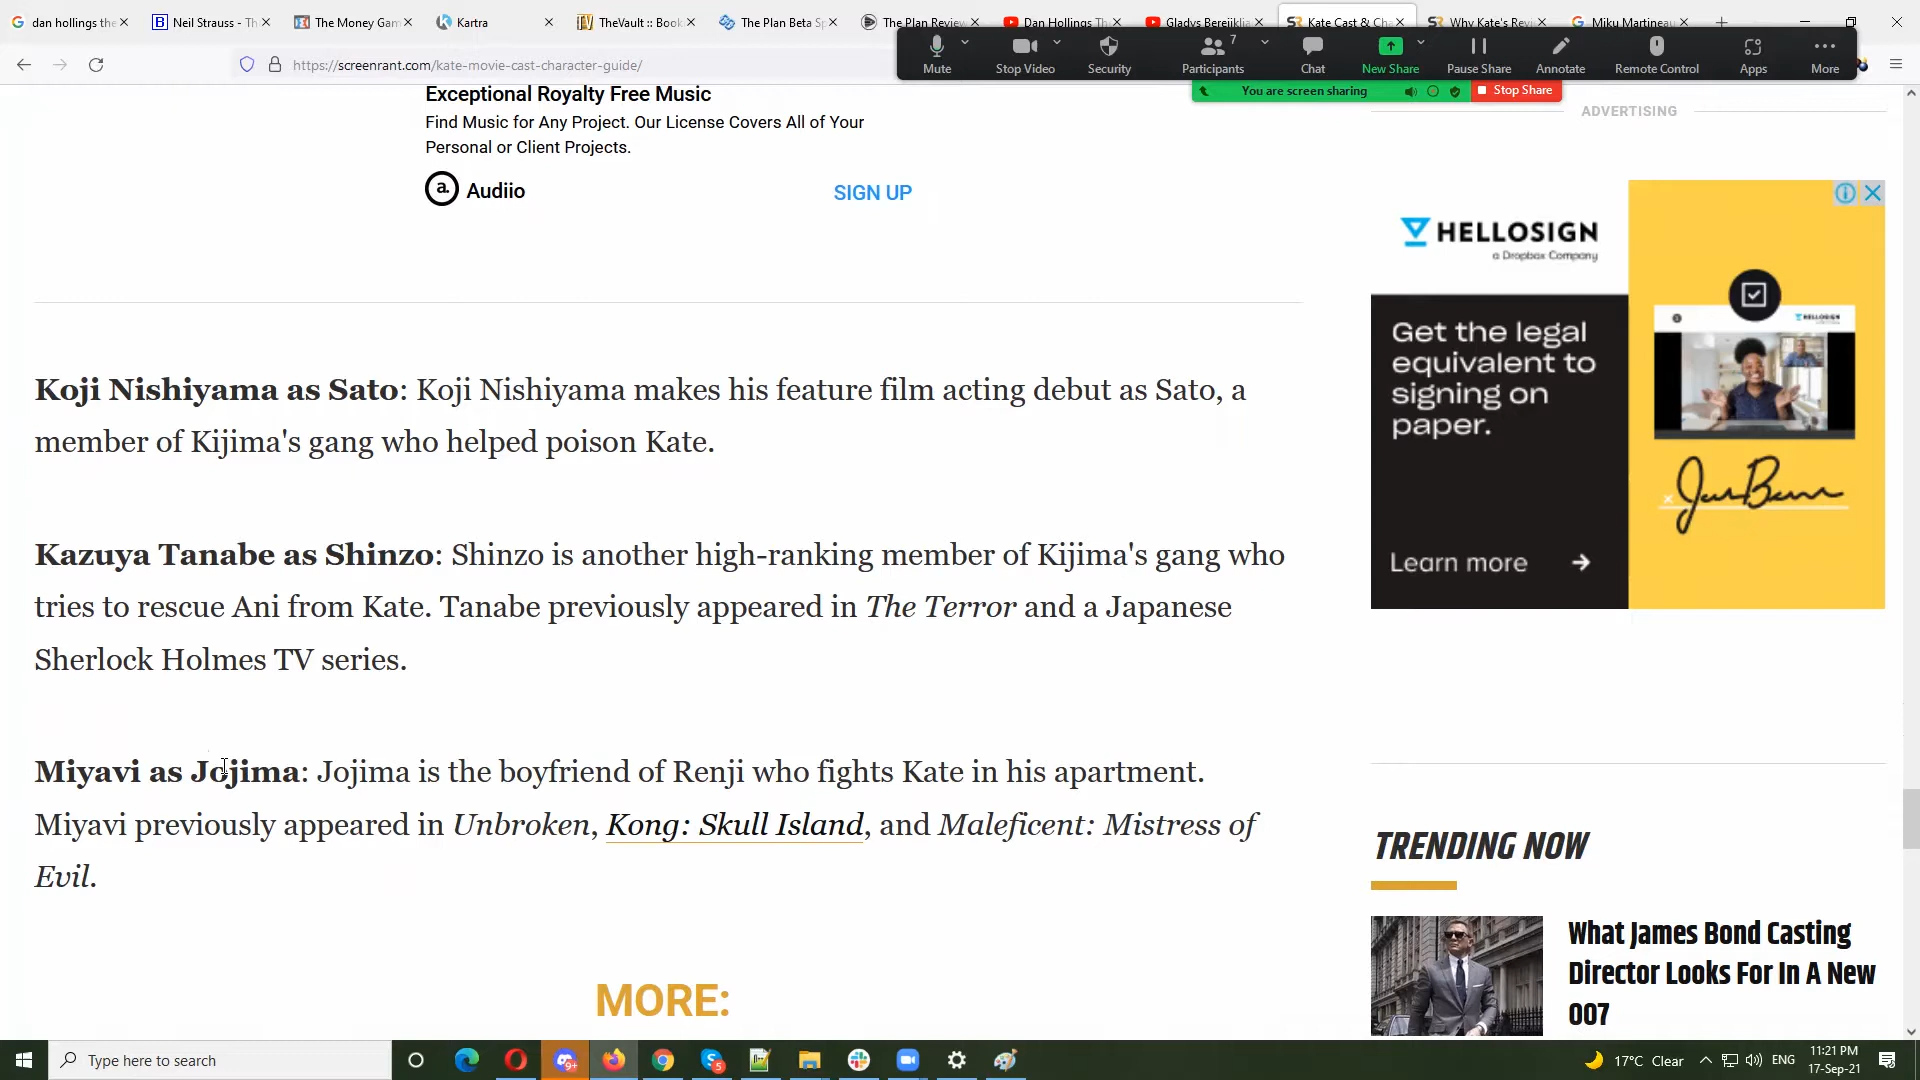 dan hollings the
Neil Strauss - Th
The Money Gam
Kartra
TheVault :: Book
The Plan Beta Sp
The Plan Review
Dan Hollings Th
Gladys Berejiklia
Kate Cast & Cha
Why Kate's Revi
Miku Martineau
https://screenrant.com/kate-movie-cast-character-guide/
Mute
Stop Video
Security
7
Participants
Chat
New Share
Pause Share
Annotate
Remote Control
Apps
More
You are screen sharing
Stop Share
Exceptional Royalty Free Music
Find Music for Any Project. Our License Covers All of Your
Personal or Client Projects.
a.
Audiio
SIGN UP
ADVERTISING
HELLOSIGN
a Dropbox Company
Get the legal
equivalent to
signing on
paper.
Learn more
HELLOSIGN
Koji Nishiyama as Sato: Koji Nishiyama makes his feature film acting debut as Sato, a
member of Kijima's gang who helped poison Kate.
Kazuya Tanabe as Shinzo: Shinzo is another high-ranking member of Kijima's gang who
tries to rescue Ani from Kate. Tanabe previously appeared in The Terror and a Japanese
Sherlock Holmes TV series.
Miyavi as Jojima: Jojima is the boyfriend of Renji who fights Kate in his apartment.
Miyavi previously appeared in Unbroken, Kong: Skull Island, and Maleficent: Mistress of
Evil.
MORE:
TRENDING NOW
What James Bond Casting
Director Looks For In A New
007
Type here to search
9+
5
17°C Clear
ENG
11:21 PM
17-Sep-21